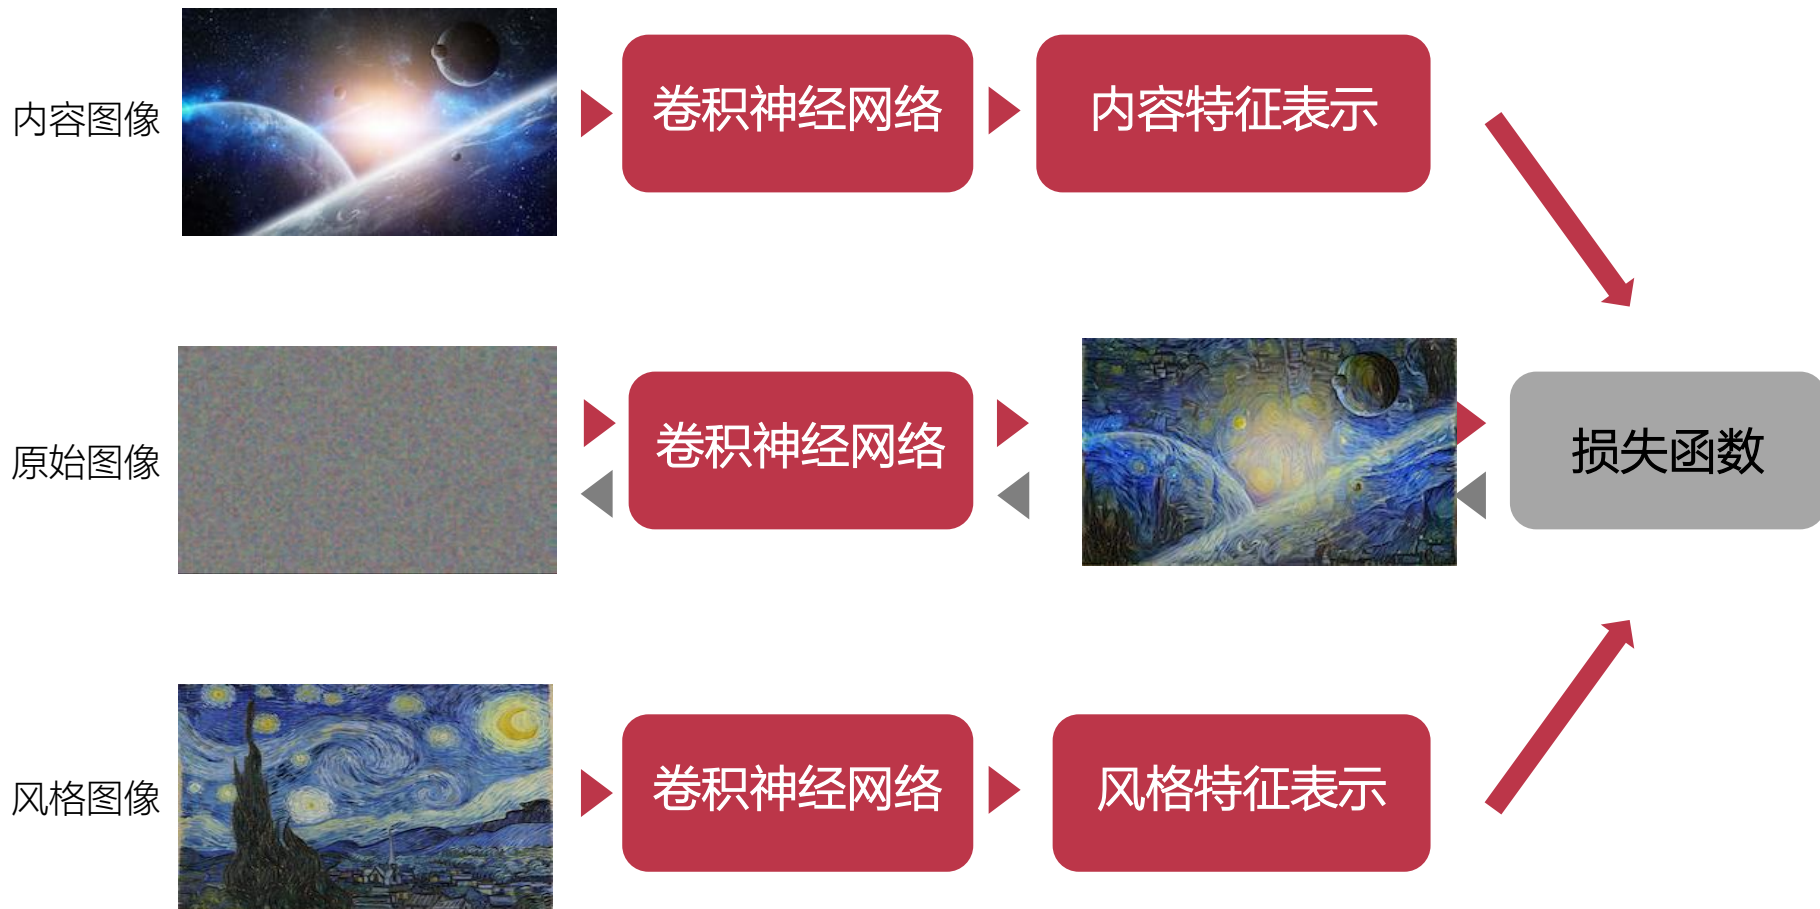 内容图像
卷积神经网络
内容特征表示
原始图像
卷积神经网络
损失函数
风格图像
卷积神经网络
风格特征表示